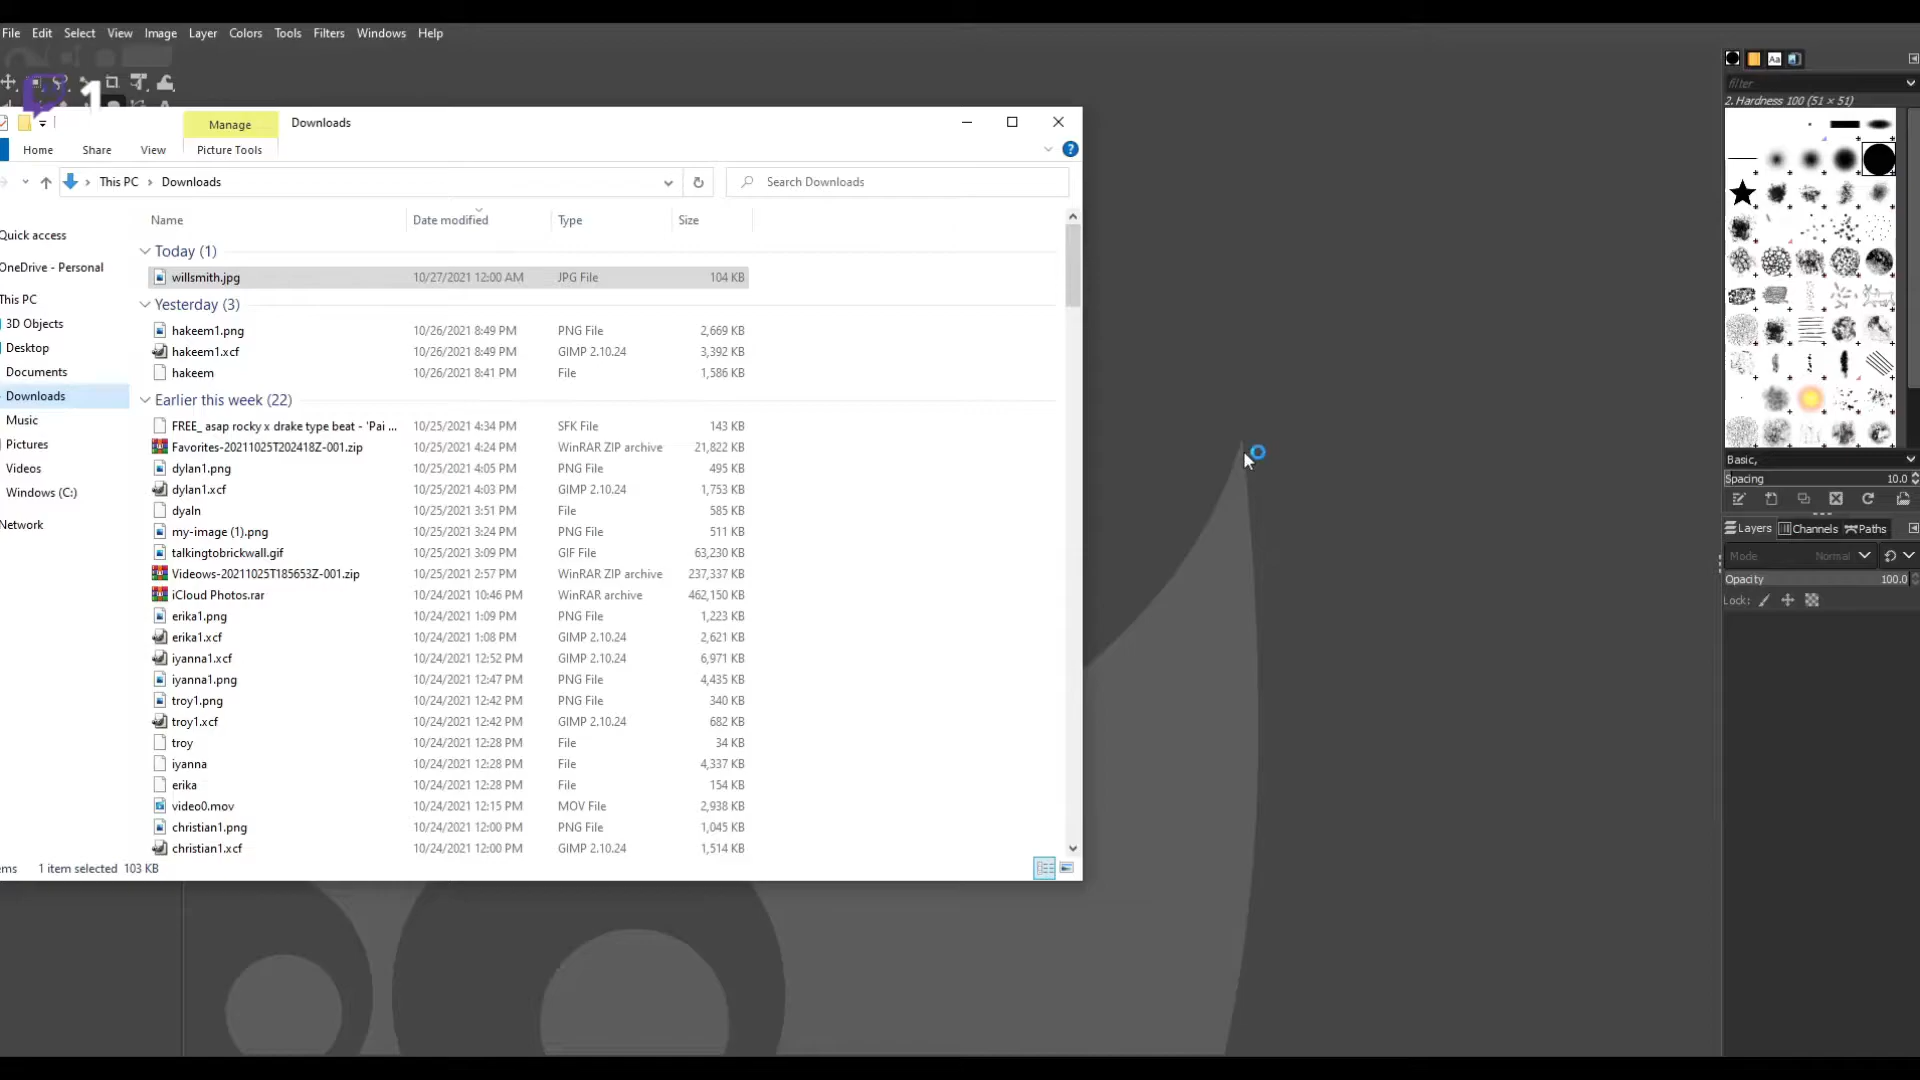 File Edit Select View Image Layer Colors Tools Filters Windows Help
1
Manage Downloads
Home Share View Picture Tools
This PC Downloads Search Downloads
Name Date modified Type Size
Quick access
OneDrive - Personal
This PC
3D Objects
Desktop
Documents
Downloads
Music
Pictures
Videos
Windows (C:)
Network
Today (1)
willsmith.jpg 10/27/2021 12:00 AM JPG File 104 KB
Yesterday (3)
hakeem1.png 10/26/2021 8:49 PM PNG File 2,669 KB
hakeem1.xcf 10/26/2021 8:49 PM GIMP 2.10.24 3,392 KB
hakeem 10/26/2021 8:41 PM File 1,586 KB
Earlier this week (22)
FREE_ asap rocky x drake type beat - 'Pai ... 10/25/2021 4:34 PM SFK File 143 KB
Favorites-20211025T202418Z-001.zip 10/25/2021 4:24 PM WinRAR ZIP archive 21,822 KB
dylan1.png 10/25/2021 4:05 PM PNG File 495 KB
dylan1.xcf 10/25/2021 4:03 PM GIMP 2.10.24 1,753 KB
dyaln 10/25/2021 3:51 PM File 585 KB
my-image (1).png 10/25/2021 3:24 PM PNG File 511 KB
talkingtobrickwall.gif 10/25/2021 3:09 PM GIF File 63,230 KB
Videows-20211025T185653Z-001.zip 10/25/2021 2:57 PM WinRAR ZIP archive 237,337 KB
iCloud Photos.rar 10/24/2021 10:46 PM WinRAR archive 462,150 KB
erika1.png 10/24/2021 1:09 PM PNG File 1,223 KB
erika1.xcf 10/24/2021 1:08 PM GIMP 2.10.24 2,621 KB
iyanna1.xcf 10/24/2021 12:52 PM GIMP 2.10.24 6,971 KB
iyanna1.png 10/24/2021 12:47 PM PNG File 4,435 KB
troy1.png 10/24/2021 12:42 PM PNG File 340 KB
troy1.xcf 10/24/2021 12:42 PM GIMP 2.10.24 682 KB
troy 10/24/2021 12:28 PM File 34 KB
iyanna 10/24/2021 12:28 PM File 4,337 KB
erika 10/24/2021 12:28 PM File 154 KB
video0.mov 10/24/2021 12:15 PM MOV File 2,938 KB
christian1.png 10/24/2021 12:00 PM PNG File 1,045 KB
christian1.xcf 10/24/2021 12:00 PM GIMP 2.10.24 1,514 KB
ems 1 item selected 103 KB
Aa
filter
2. Hardness 100 (51 × 51)
Basic,
Spacing 10.0
Layers Channels Paths
Mode Normal
Opacity 100.0
Lock: